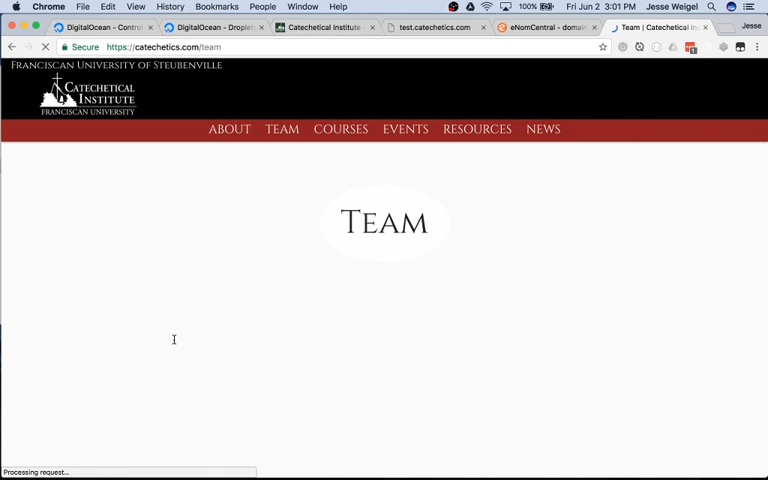 Chrome File Edit View History Bookmarks People Window Help 100% Fri Jun 2 3:01 PM Jesse Weigel
DigitalOcean - Control DigitalOcean - Droplet Catechetical Institute test.catechetics.com eNomCentral - domain Team | Catechetical Ins Jesse
Secure https://catechetics.com/team
Franciscan University of Steubenville
Catechetical
Institute
Franciscan University
ABOUT TEAM COURSES EVENTS RESOURCES NEWS
Team
Processing request...